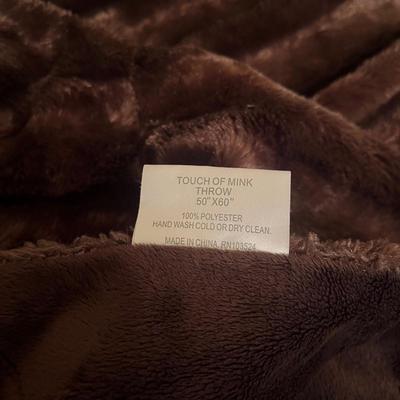 TOUCH OF MINK
THROW
50"X60"
100% POLYESTER
HAND WASH COLD OR DRY CLEAN.
MADE IN CHINA. RN103524